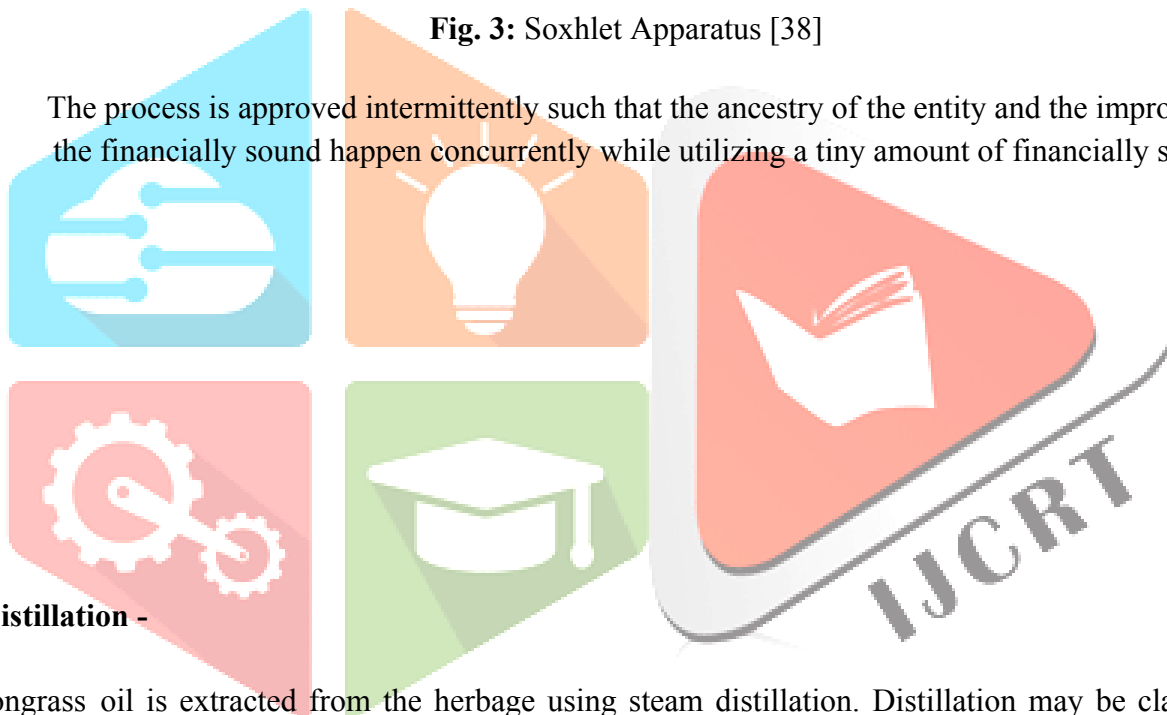 Fig. 3: Soxhlet Apparatus [38]
The process is approved intermittently such that the ancestry of the entity and the impro
the financially sound happen concurrently while utilizing a tiny amount of financially s
istillation -
ongrass oil is extracted from the herbage using steam distillation. Distillation may be cla
IJCRT